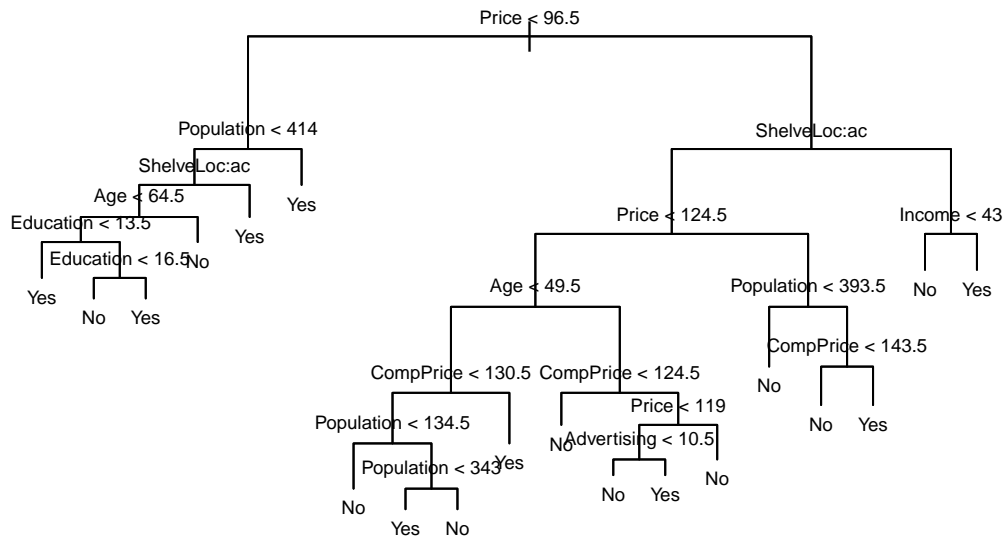 Price < 96.5
Population < 414
ShelveLoc:ac
ShelveLoc:ac
Age < 64.5
Yes
Education < 13.5
Price < 124.5
Income < 43
Yes
Education < 16.5
No
Age < 49.5
Population < 393.5
No
Yes
Yes
No
Yes
CompPrice < 143.5
CompPrice < 130.5
CompPrice < 124.5
No
Price < 119
Population < 134.5
No
Yes
No
Advertising < 10.5
Population < 343
Yes
No
No
No
Yes
Yes
No